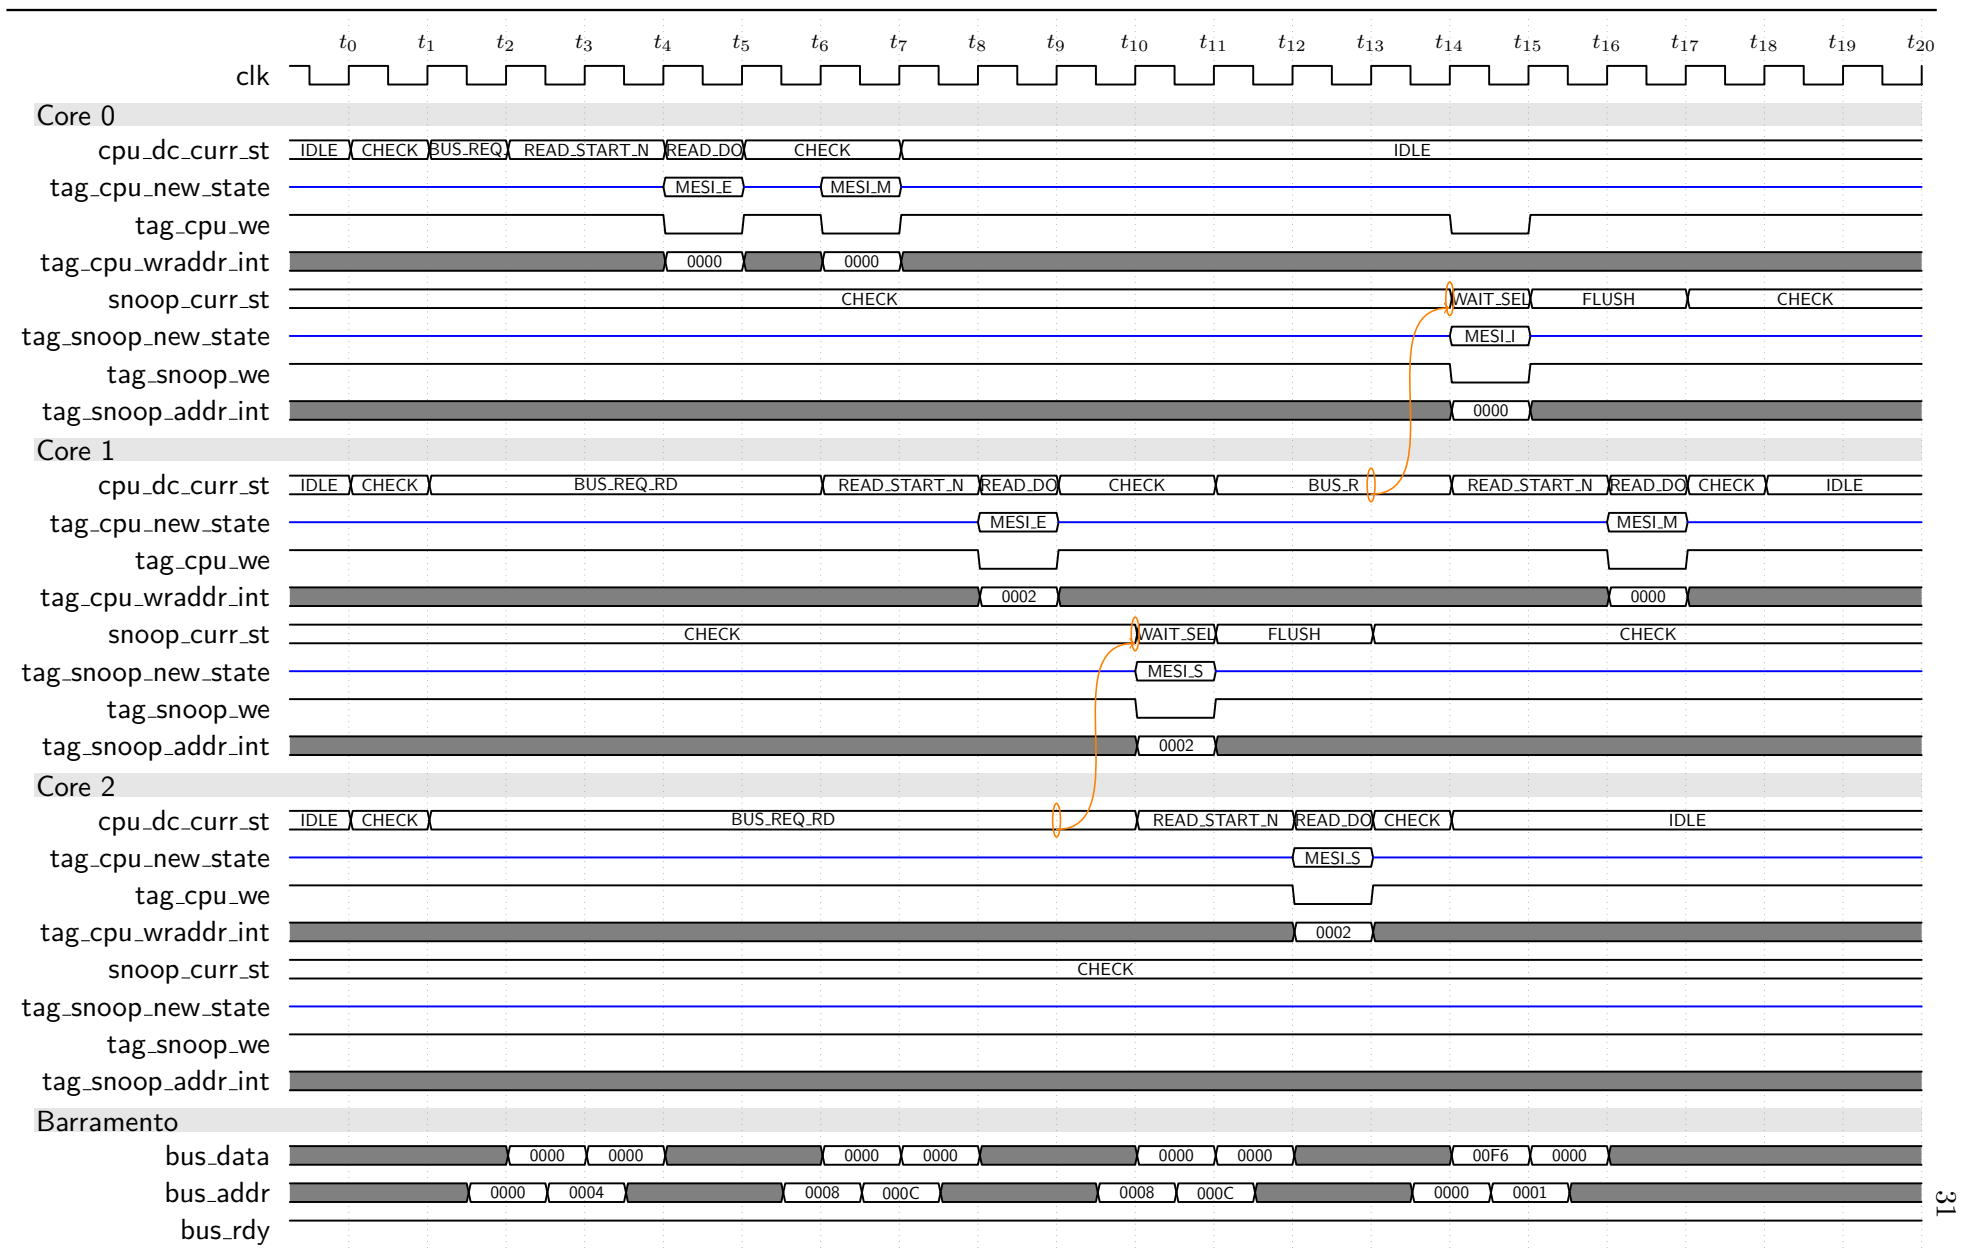 t0 t1 t2 t3 t4 t5 t6 t7 t8 t9 t10 t11 t12 t13 t14 t15 t16 t17 t18 t19 t20
clk
Core 0
cpu_dc_curr_st IDLE CHECK BUS_REQ_ READ_START_N READ_DO CHECK IDLE
tag_cpu_new_state MESI_E MESI_M
tag_cpu_we
tag_cpu_wraddr_int 0000 0000
snoop_curr_st CHECK WAIT_SEL FLUSH CHECK
tag_snoop_new_state MESI_I
tag_snoop_we
tag_snoop_addr_int 0000
Core 1
cpu_dc_curr_st IDLE CHECK BUS_REQ_RD READ_START_N READ_DO CHECK BUS_R READ_START_N READ_DO CHECK IDLE
tag_cpu_new_state MESI_E MESI_M
tag_cpu_we
tag_cpu_wraddr_int 0002 0000
snoop_curr_st CHECK WAIT_SEL FLUSH CHECK
tag_snoop_new_state MESI_S
tag_snoop_we
tag_snoop_addr_int 0002
Core 2
cpu_dc_curr_st IDLE CHECK BUS_REQ_RD READ_START_N READ_DO CHECK IDLE
tag_cpu_new_state MESI_S
tag_cpu_we
tag_cpu_wraddr_int 0002
snoop_curr_st CHECK
tag_snoop_new_state
tag_snoop_we
tag_snoop_addr_int
Barramento
bus_data 0000 0000 0000 0000 0000 0000 00F6 0000
bus_addr 0000 0004 0008 000C 0008 000C 0000 0001
bus_rdy
31